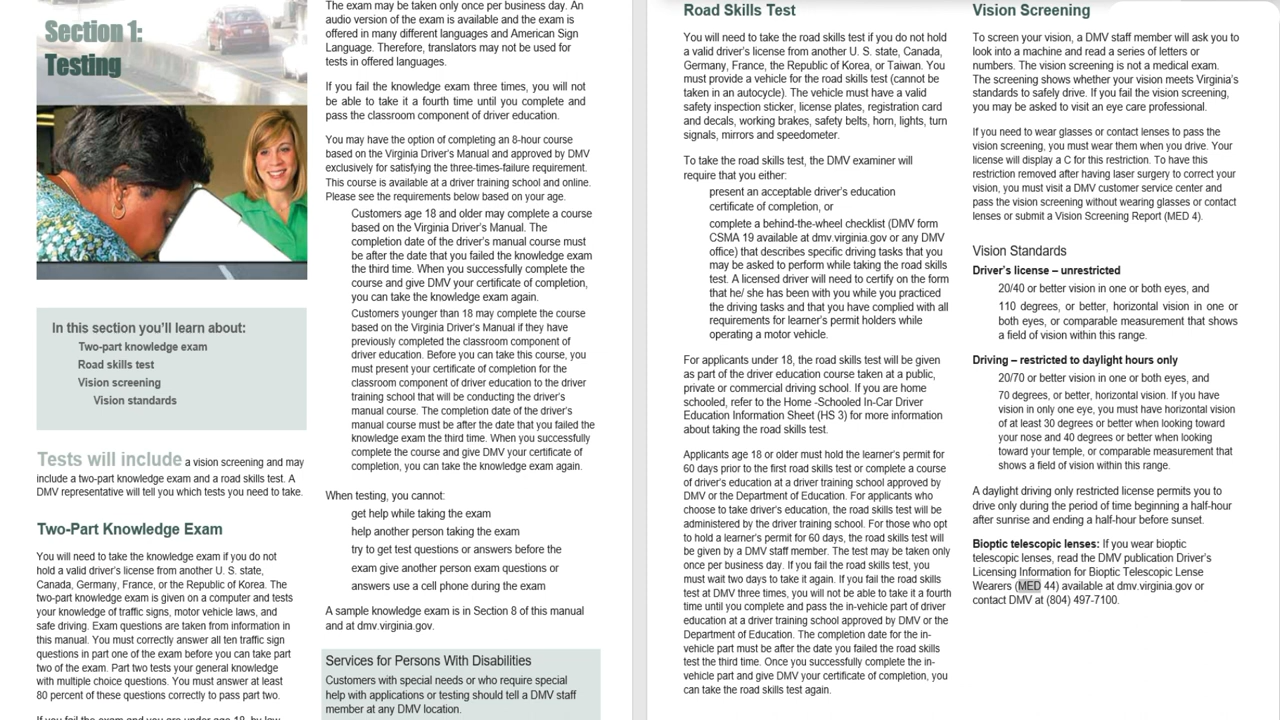 Section 1:
Testing
In this section you'll learn about:
Two-part knowledge exam
Road skills test
Vision screening
Vision standards
Tests will include a vision screening and may
include a two-part knowledge exam and a road skills test. A
DMV representative will tell you which tests you need to take.
Two-Part Knowledge Exam
You will need to take the knowledge exam if you do not
hold a valid driver's license from another U. S. state,
Canada, Germany, France, or the Republic of Korea. The
two-part knowledge exam is given on a computer and tests
your knowledge of traffic signs, motor vehicle laws, and
safe driving. Exam questions are taken from information in
this manual. You must correctly answer all ten traffic sign
questions in part one of the exam before you can take part
two of the exam. Part two tests your general knowledge
with multiple choice questions. You must answer at least
80 percent of these questions correctly to pass part two.
If you fail the exam and you are under age 18, by law
The exam may be taken only once per business day. An
audio version of the exam is available and the exam is
offered in many different languages and American Sign
Language. Therefore, translators may not be used for
tests in offered languages.
If you fail the knowledge exam three times, you will not
be able to take it a fourth time until you complete and
pass the classroom component of driver education.
You may have the option of completing an 8-hour course
based on the Virginia Driver's Manual and approved by DMV
exclusively for satisfying the three-times-failure requirement.
This course is available at a driver training school and online.
Please see the requirements below based on your age.
Customers age 18 and older may complete a course
based on the Virginia Driver's Manual. The
completion date of the driver's manual course must
be after the date that you failed the knowledge exam
the third time. When you successfully complete the
course and give DMV your certificate of completion,
you can take the knowledge exam again.
Customers younger than 18 may complete the course
based on the Virginia Driver's Manual if they have
previously completed the classroom component of
driver education. Before you can take this course, you
must present your certificate of completion for the
classroom component of driver education to the driver
training school that will be conducting the driver's
manual course. The completion date of the driver's
manual course must be after the date that you failed the
knowledge exam the third time. When you successfully
complete the course and give DMV your certificate of
completion, you can take the knowledge exam again.
When testing, you cannot:
get help while taking the exam
help another person taking the exam
try to get test questions or answers before the
exam give another person exam questions or
answers use a cell phone during the exam
A sample knowledge exam is in Section 8 of this manual
and at dmv.virginia.gov.
Services for Persons With Disabilities
Customers with special needs or who require special
help with applications or testing should tell a DMV staff
member at any DMV location.
Road Skills Test
You will need to take the road skills test if you do not hold
a valid driver's license from another U. S. state, Canada,
Germany, France, the Republic of Korea, or Taiwan. You
must provide a vehicle for the road skills test (cannot be
taken in an autocycle). The vehicle must have a valid
safety inspection sticker, license plates, registration card
and decals, working brakes, safety belts, horn, lights, turn
signals, mirrors and speedometer.
To take the road skills test, the DMV examiner will
require that you either:
present an acceptable driver's education
certificate of completion, or
complete a behind-the-wheel checklist (DMV form
CSMA 19 available at dmv.virginia.gov or any DMV
office) that describes specific driving tasks that you
may be asked to perform while taking the road skills
test. A licensed driver will need to certify on the form
that he/ she has been with you while you practiced
the driving tasks and that you have complied with all
requirements for learner's permit holders while
operating a motor vehicle.
For applicants under 18, the road skills test will be given
as part of the driver education course taken at a public,
private or commercial driving school. If you are home
schooled, refer to the Home -Schooled In-Car Driver
Education Information Sheet (HS 3) for more information
about taking the road skills test.
Applicants age 18 or older must hold the learner's permit for
60 days prior to the first road skills test or complete a course
of driver's education at a driver training school approved by
DMV or the Department of Education. For applicants who
choose to take driver's education, the road skills test will be
administered by the driver training school. For those who opt
to hold a learner's permit for 60 days, the road skills test will
be given by a DMV staff member. The test may be taken only
once per business day. If you fail the road skills test, you
must wait two days to take it again. If you fail the road skills
test at DMV three times, you will not be able to take it a fourth
time until you complete and pass the in-vehicle part of driver
education at a driver training school approved by DMV or the
Department of Education. The completion date for the in-
vehicle part must be after the date you failed the road skills
test the third time. Once you successfully complete the in-
vehicle part and give DMV your certificate of completion, you
can take the road skills test again.
Vision Screening
To screen your vision, a DMV staff member will ask you to
look into a machine and read a series of letters or
numbers. The vision screening is not a medical exam.
The screening shows whether your vision meets Virginia's
standards to safely drive. If you fail the vision screening,
you may be asked to visit an eye care professional.
If you need to wear glasses or contact lenses to pass the
vision screening, you must wear them when you drive. Your
license will display a C for this restriction. To have this
restriction removed after having laser surgery to correct your
vision, you must visit a DMV customer service center and
pass the vision screening without wearing glasses or contact
lenses or submit a Vision Screening Report (MED 4).
Vision Standards
Driver's license – unrestricted
20/40 or better vision in one or both eyes, and
110 degrees, or better, horizontal vision in one or
both eyes, or comparable measurement that shows
a field of vision within this range.
Driving – restricted to daylight hours only
20/70 or better vision in one or both eyes, and
70 degrees, or better, horizontal vision. If you have
vision in only one eye, you must have horizontal vision
of at least 30 degrees or better when looking toward
your nose and 40 degrees or better when looking
toward your temple, or comparable measurement that
shows a field of vision within this range.
A daylight driving only restricted license permits you to
drive only during the period of time beginning a half-hour
after sunrise and ending a half-hour before sunset.
Bioptic telescopic lenses: If you wear bioptic
telescopic lenses, read the DMV publication Driver's
Licensing Information for Bioptic Telescopic Lense
Wearers (MED 44) available at dmv.virginia.gov or
contact DMV at (804) 497-7100.